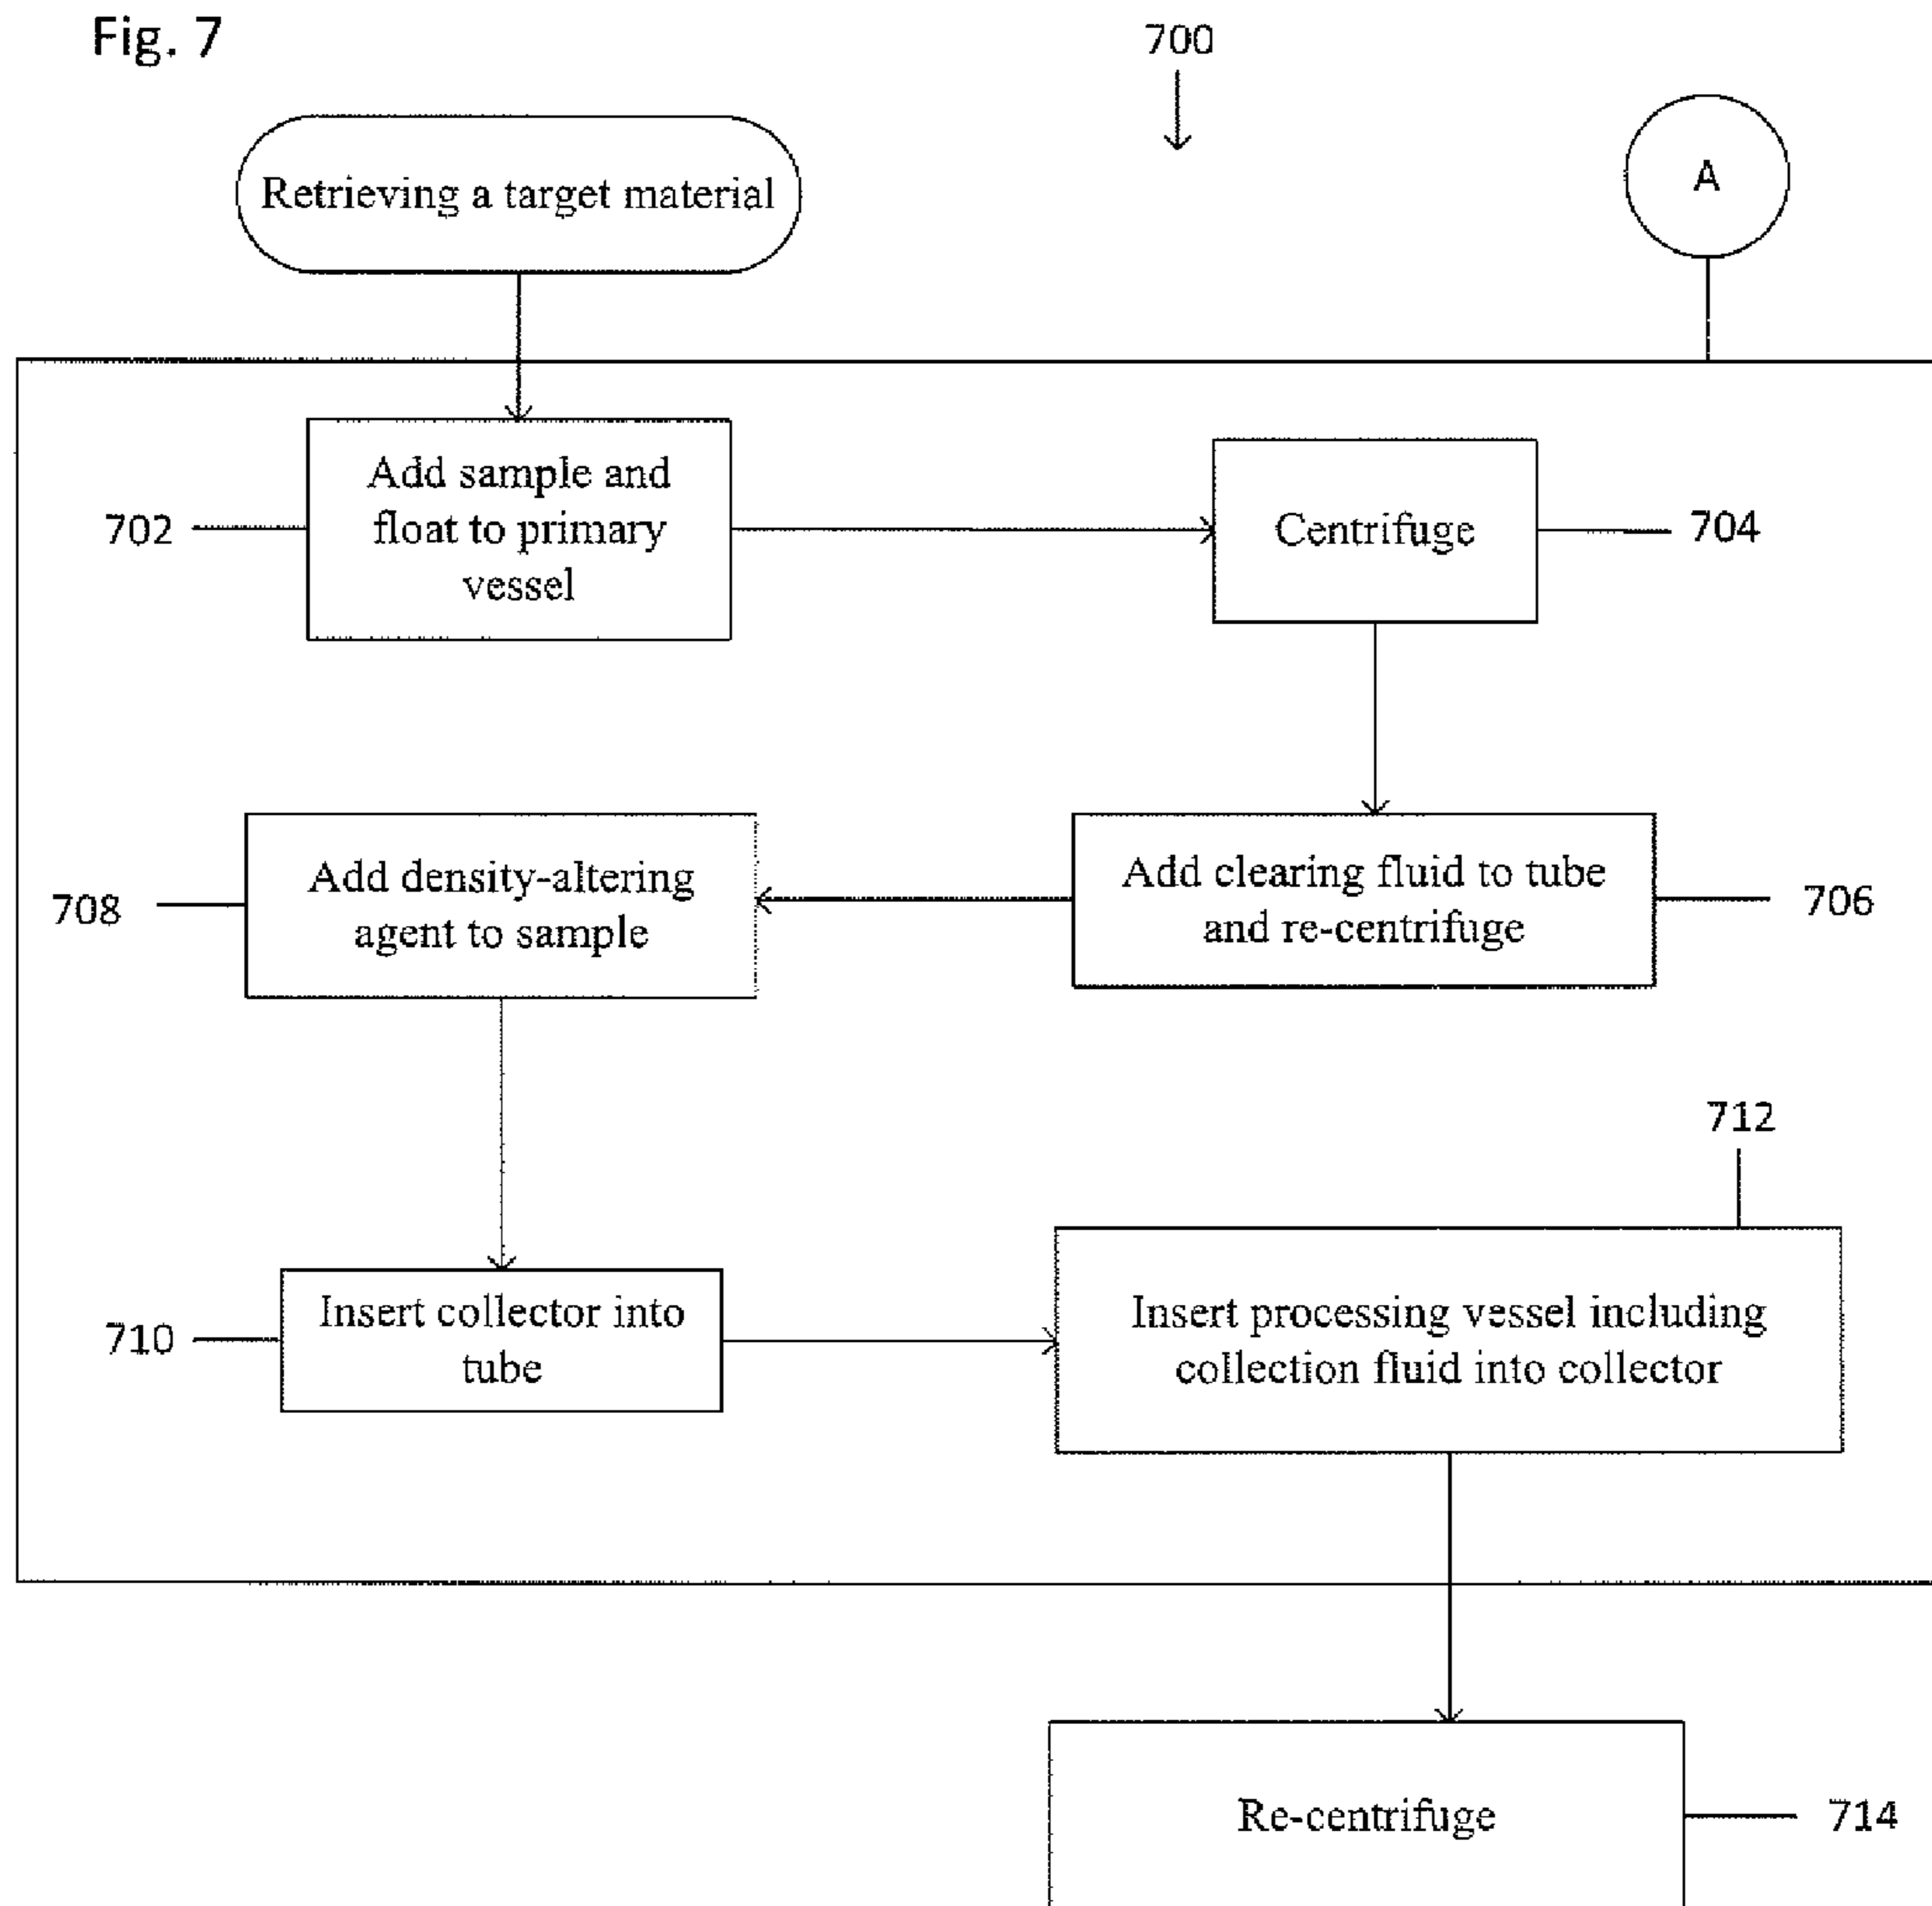 Fig. 7
700
Retrieving a target material
A
Add sample and
float to primary
vessel
702
Centrifuge
704
Add clearing fluid to tube
and re-centrifuge
706
Add density-altering
agent to sample
708
Insert collector into
tube
710
712
Insert processing vessel including
collection fluid into collector
Re-centrifuge
714